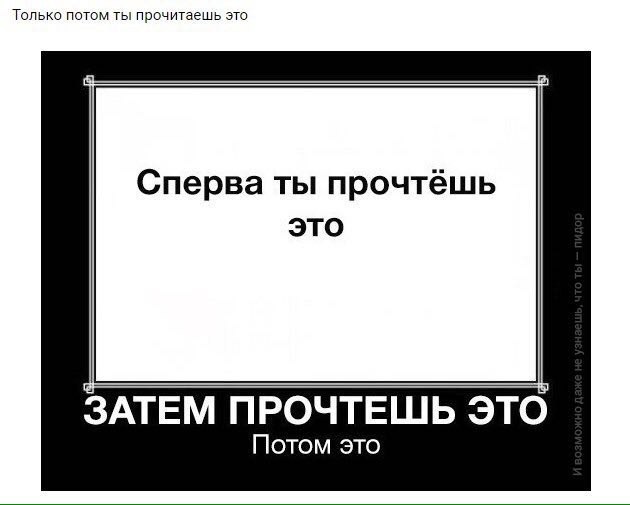 Только потом ты прочитаешь это
Сперва ты прочтёшь
это
ЗАТЕМ ПРОЧТЕШЬ ЭТО
Потом это
И возможно даже не узнаешь, что ты — пидор